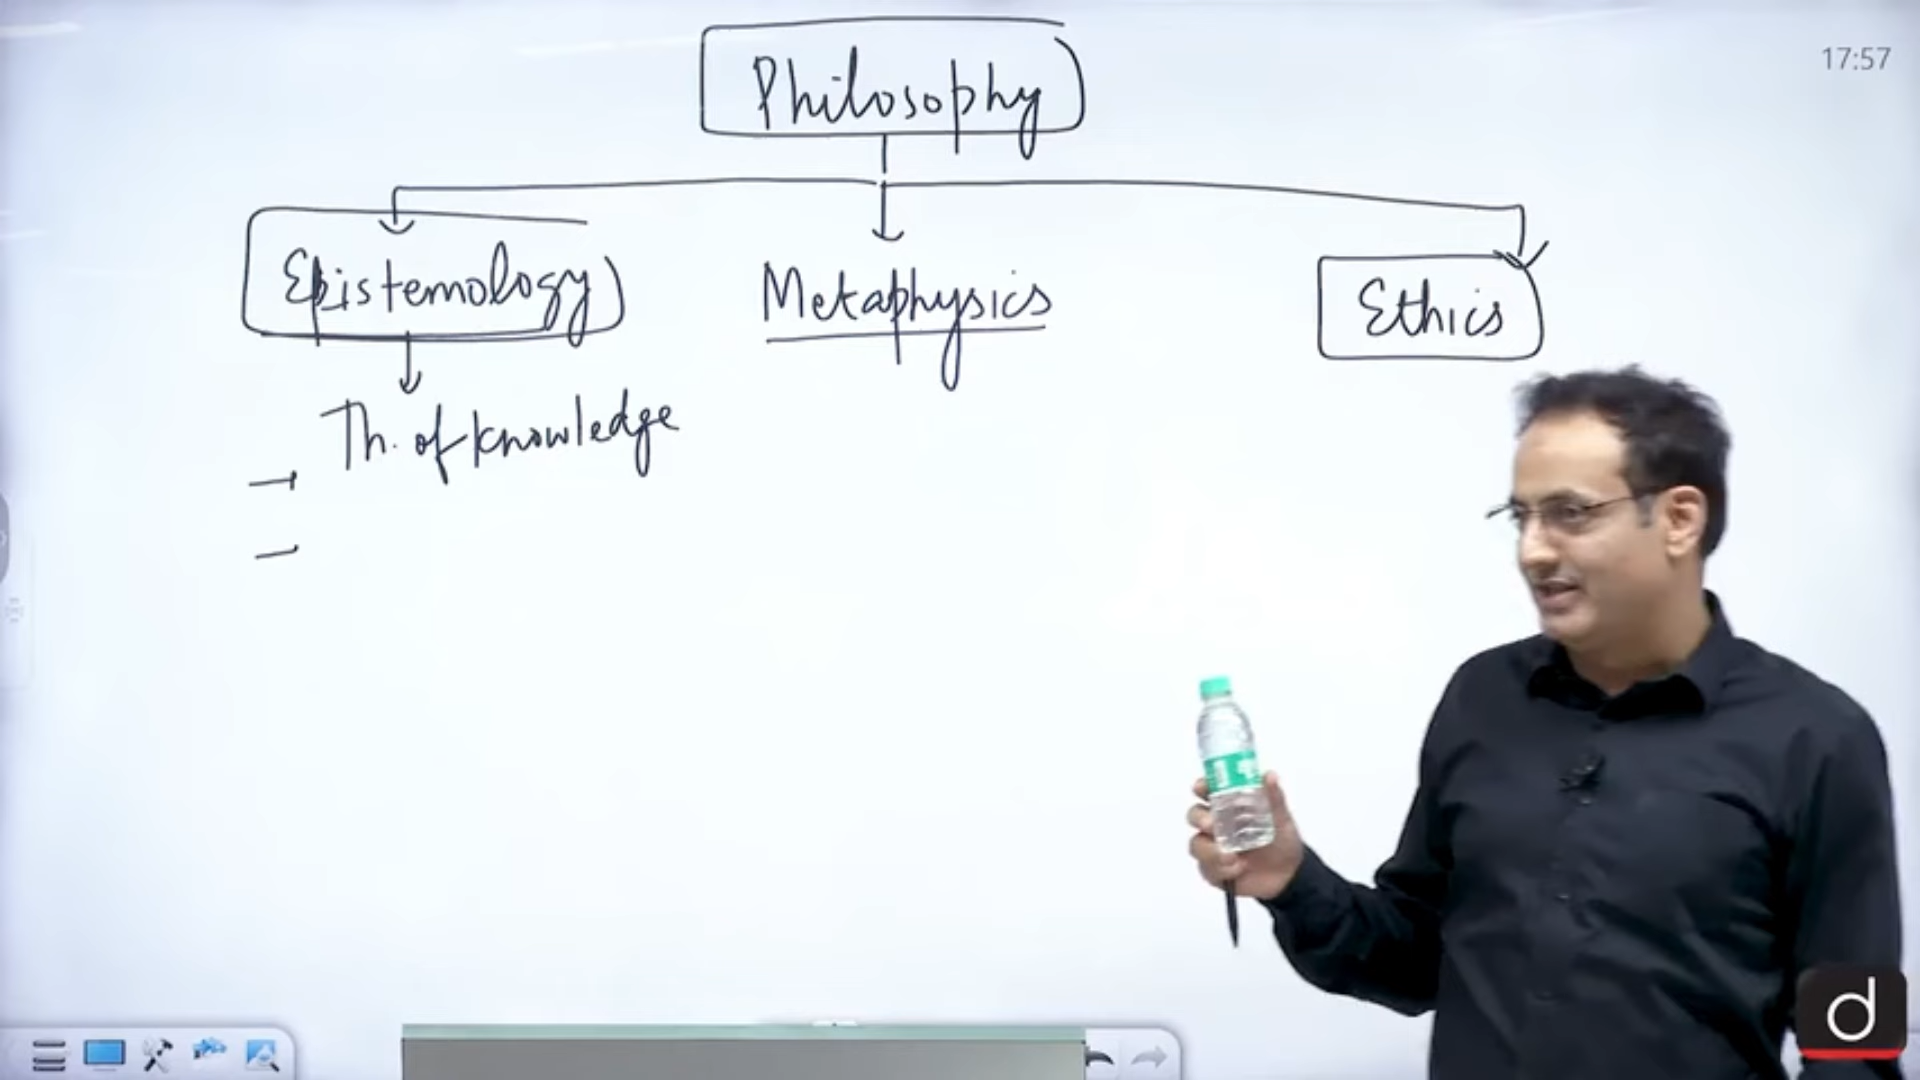 17:57
Philosophy
Epistemology
Metaphysics
Ethics
Th. of knowledge
d